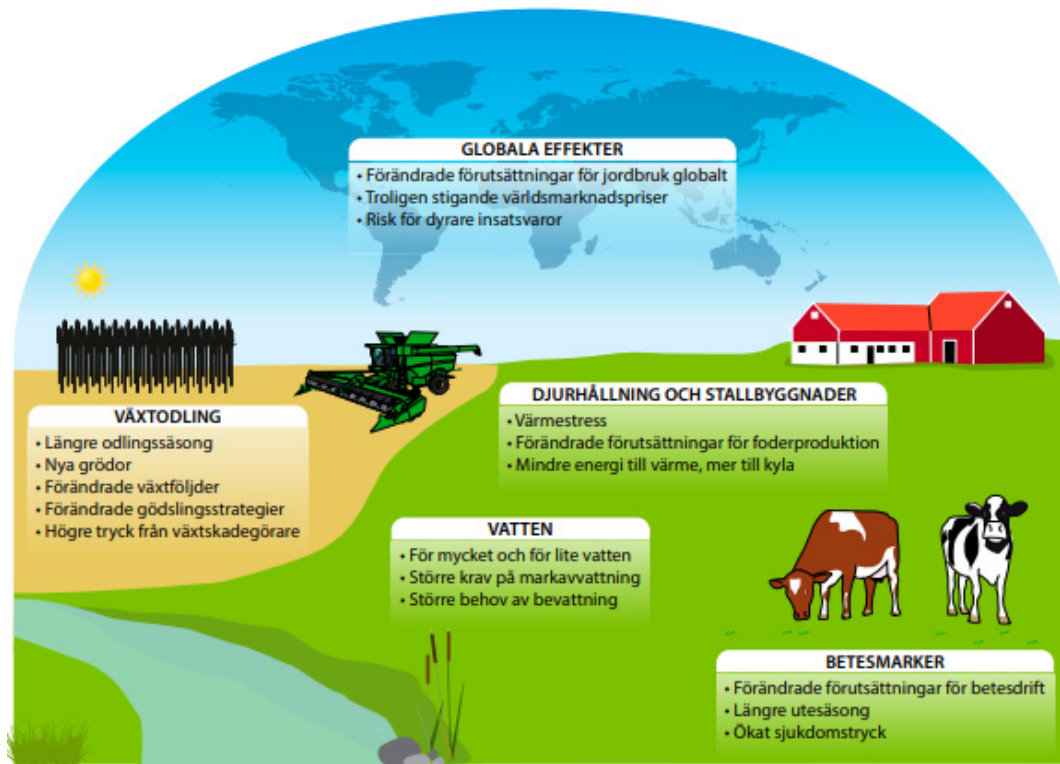 GLOBALA EFFEKTER
• Förändrade förutsättningar för jordbruk globalt
• Troligen stigande världsmarknadspriser
• Risk för dyrare insatsvaror
VÄXTODLING
• Längre odlingssäsong
• Nya grödor
• Förändrade växtföljder
• Förändrade gödslingsstrategier
• Högre tryck från växtskadegörare
DJURHÅLLNING OCH STALLBYGGNADER
• Värmestress
• Förändrade förutsättningar för foderproduktion
• Mindre energi till värme, mer till kyla
VATTEN
• För mycket och för lite vatten
• Större krav på markavvattning
• Större behov av bevattning
BETESMARKER
• Förändrade förutsättningar för betesdrift
• Längre utesäsong
• Ökat sjukdomstryck